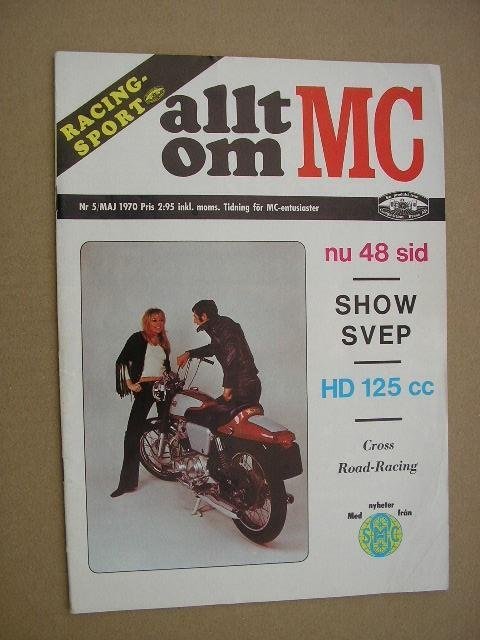 RACING-
SPORT
allt
om
MC
Nr 5/MAJ 1970 Pris 2:95 inkl. moms. Tidning för MC-entusiaster
nu 48 sid
SHOW
SVEP
HD 125 cc
Cross
Road-Racing
nyheter
Med från
SMC